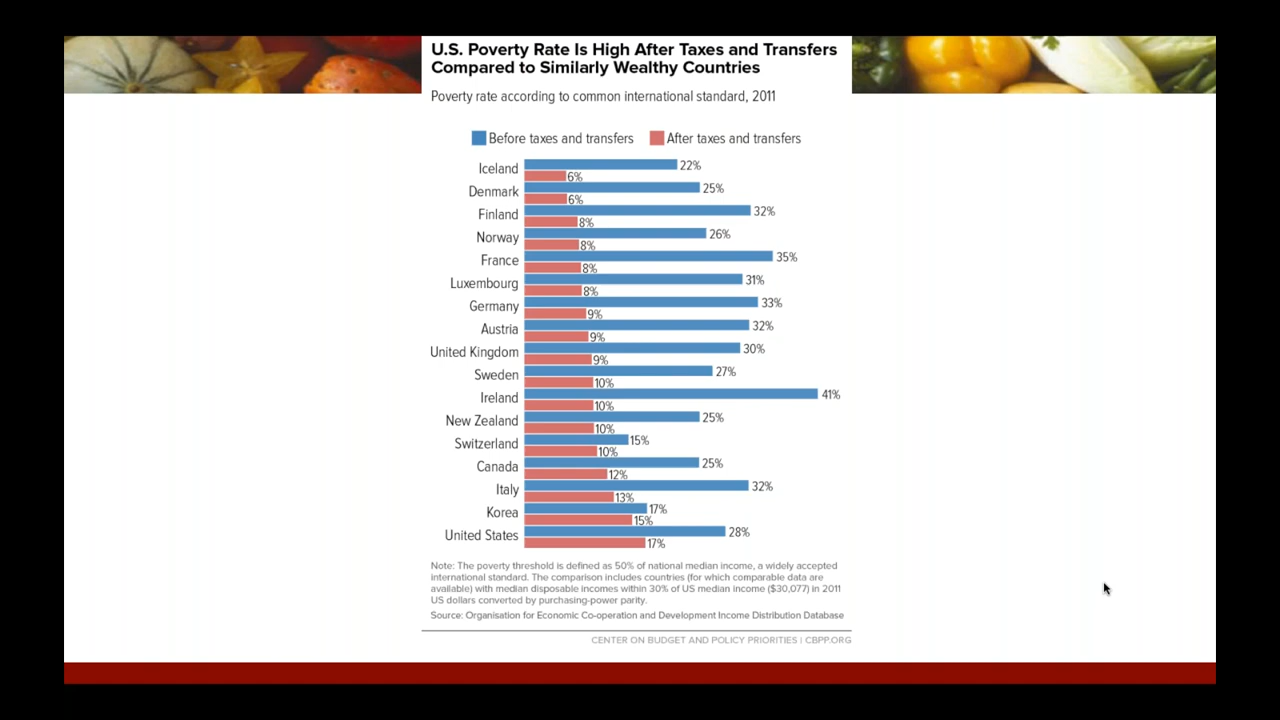 U.S. Poverty Rate Is High After Taxes and Transfers
Compared to Similarly Wealthy Countries
Poverty rate according to common international standard, 2011
Before taxes and transfers After taxes and transfers
Iceland 22%
6%
Denmark 25%
6%
Finland 32%
8%
Norway 26%
8%
France 35%
8%
Luxembourg 31%
8%
Germany 33%
9%
Austria 32%
9%
United Kingdom 30%
9%
Sweden 27%
10%
Ireland 41%
10%
New Zealand 25%
10%
Switzerland 15%
10%
Canada 25%
12%
Italy 32%
13%
Korea 17%
15%
United States 28%
17%
Note: The poverty threshold is defined as 50% of national median income, a widely accepted
international standard. The comparison includes countries (for which comparable data are
available) with median disposable incomes within 30% of US median income ($30,077) in 2011
US dollars converted by purchasing-power parity.
Source: Organisation for Economic Co-operation and Development Income Distribution Database
CENTER ON BUDGET AND POLICY PRIORITIES | CBPP.ORG